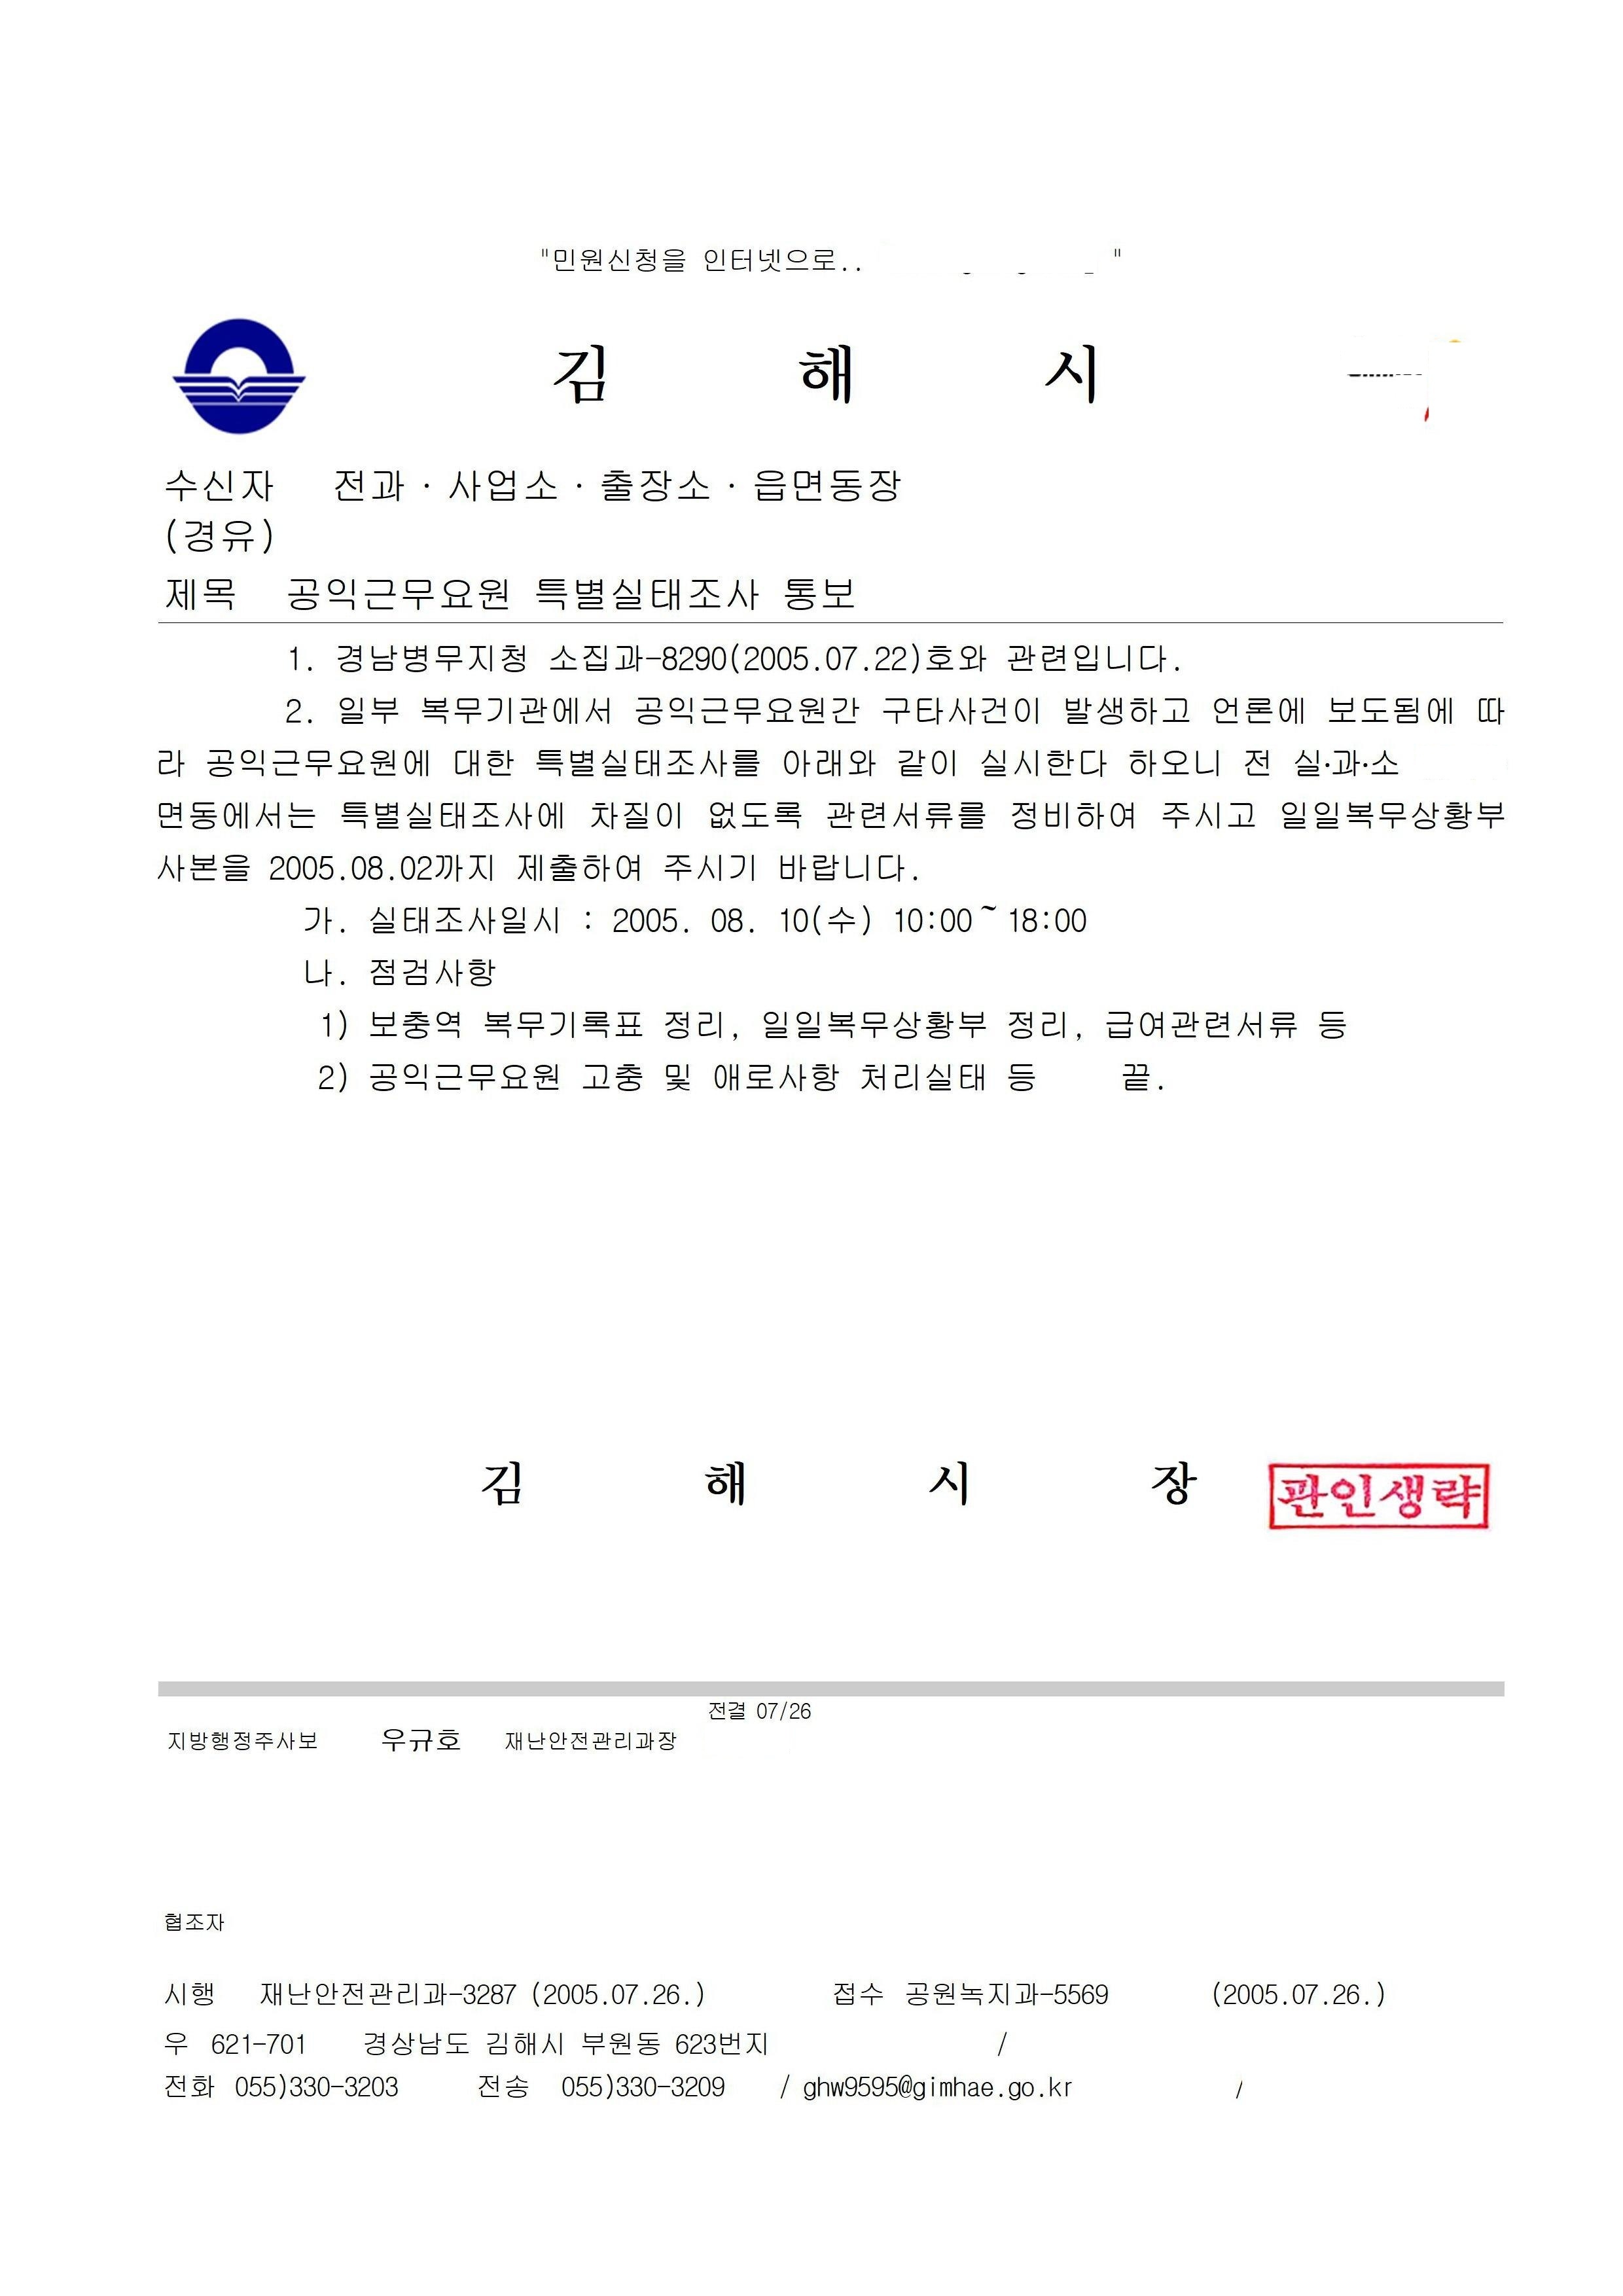 "민원신청을 인터넷으로.. "
김 해 시
수신자 전과·사업소·출장소·읍면동장
(경유)
제목 공익근무요원 특별실태조사 통보
1. 경남병무지청 소집과-8290(2005.07.22)호와 관련입니다.
2. 일부 복무기관에서 공익근무요원간 구타사건이 발생하고 언론에 보도됨에 따
라 공익근무요원에 대한 특별실태조사를 아래와 같이 실시한다 하오니 전 실·과·소
면동에서는 특별실태조사에 차질이 없도록 관련서류를 정비하여 주시고 일일복무상황부
사본을 2005.08.02까지 제출하여 주시기 바랍니다.
가. 실태조사일시 : 2005. 08. 10(수) 10:00 ~ 18:00
나. 점검사항
1) 보충역 복무기록표 정리, 일일복무상황부 정리, 급여관련서류 등
2) 공익근무요원 고충 및 애로사항 처리실태 등 끝.
김 해 시 장 관인생략
전결 07/26
지방행정주사보 우규호 재난안전관리과장
협조자
시행 재난안전관리과-3287 (2005.07.26.) 접수 공원녹지과-5569 (2005.07.26.)
우 621-701 경상남도 김해시 부원동 623번지 /
전화 055)330-3203 전송 055)330-3209 / ghw9595@gimhae.go.kr /